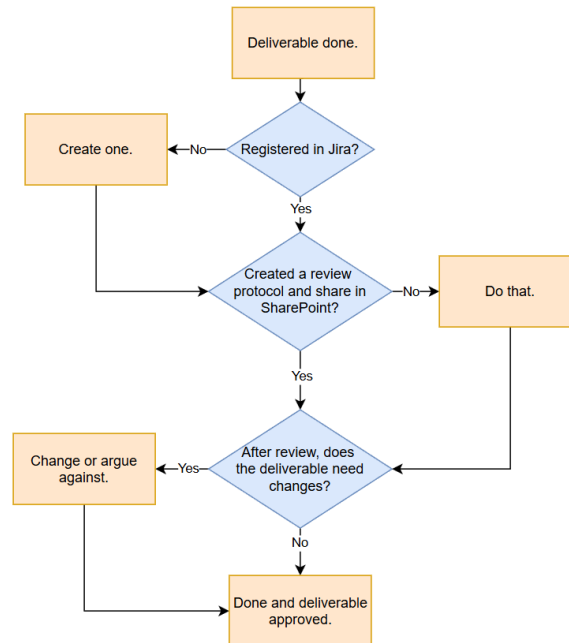 Deliverable done.
Create one.
No
Registered in Jira?
Yes
Created a review
protocol and share in
SharePoint?
No
Do that.
Yes
Change or argue
against.
Yes
After review, does
the deliverable need
changes?
No
Done and deliverable
approved.